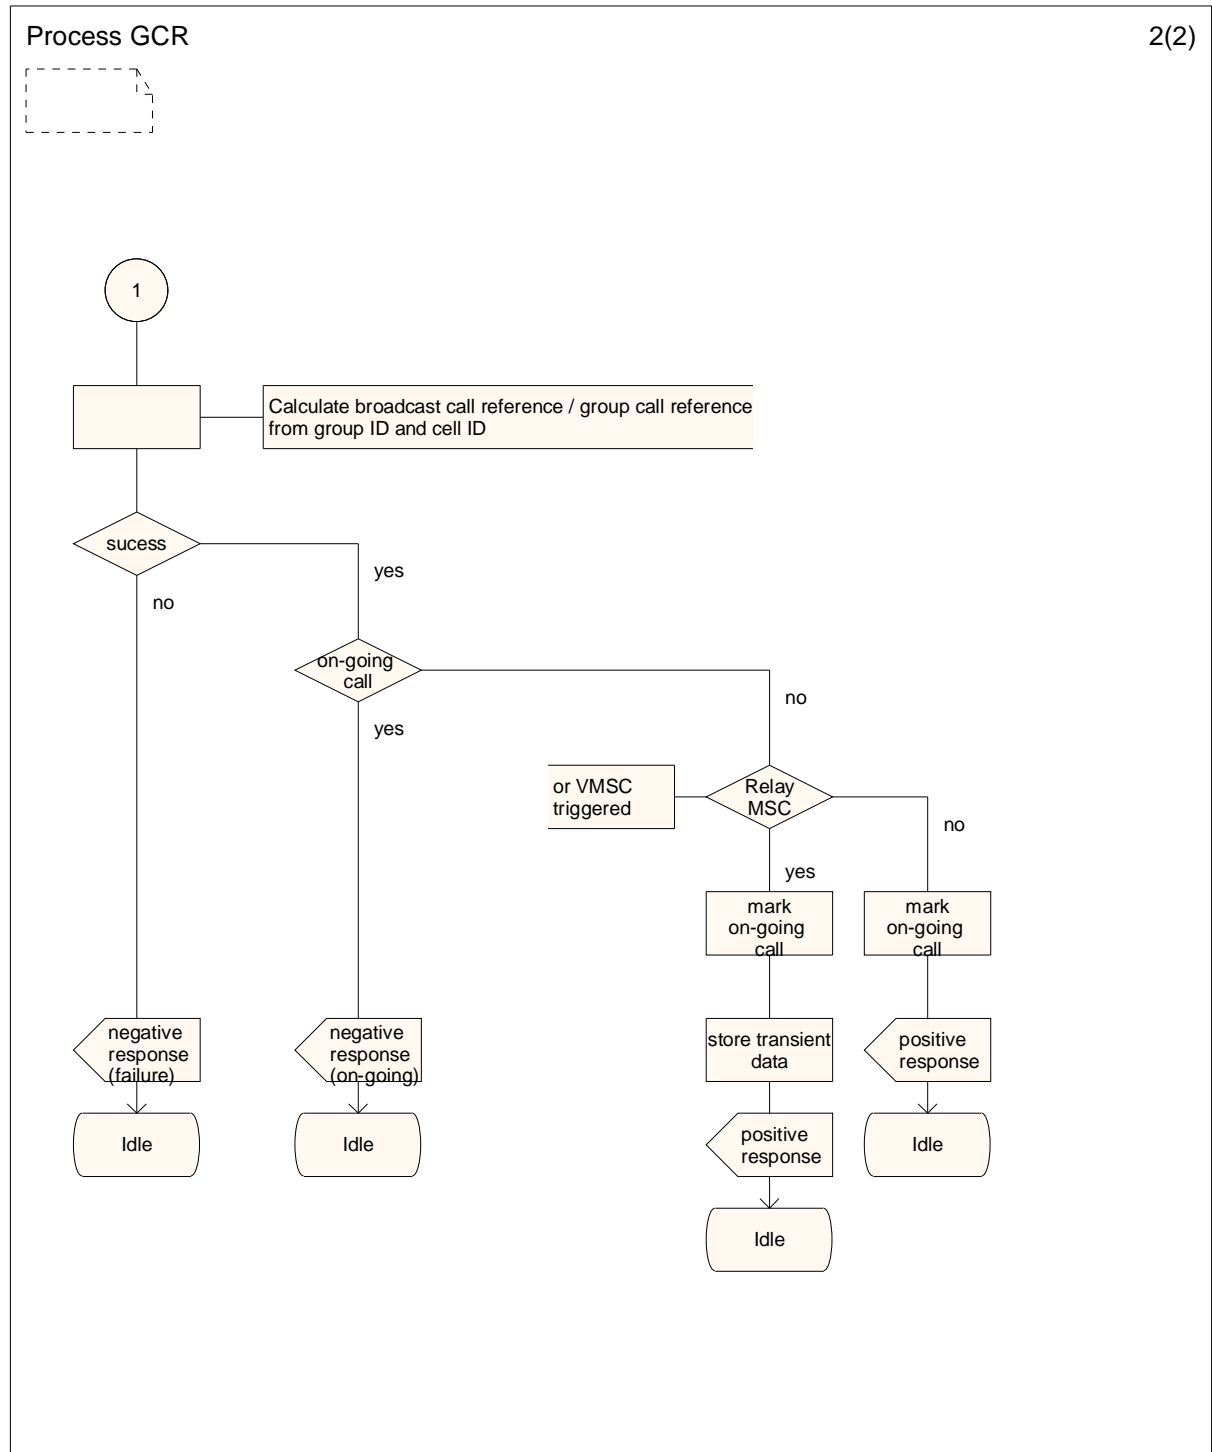 Process GCR
2(2)
1
Calculate broadcast call reference / group call reference
from group ID and cell ID
sucess
yes
no
on-going
call
no
yes
or VMSC
triggered
Relay
MSC
no
yes
mark
on-going
call
mark
on-going
call
negative
response
(failure)
negative
response
(on-going)
store transient
data
positive
response
Idle
Idle
positive
response
Idle
Idle